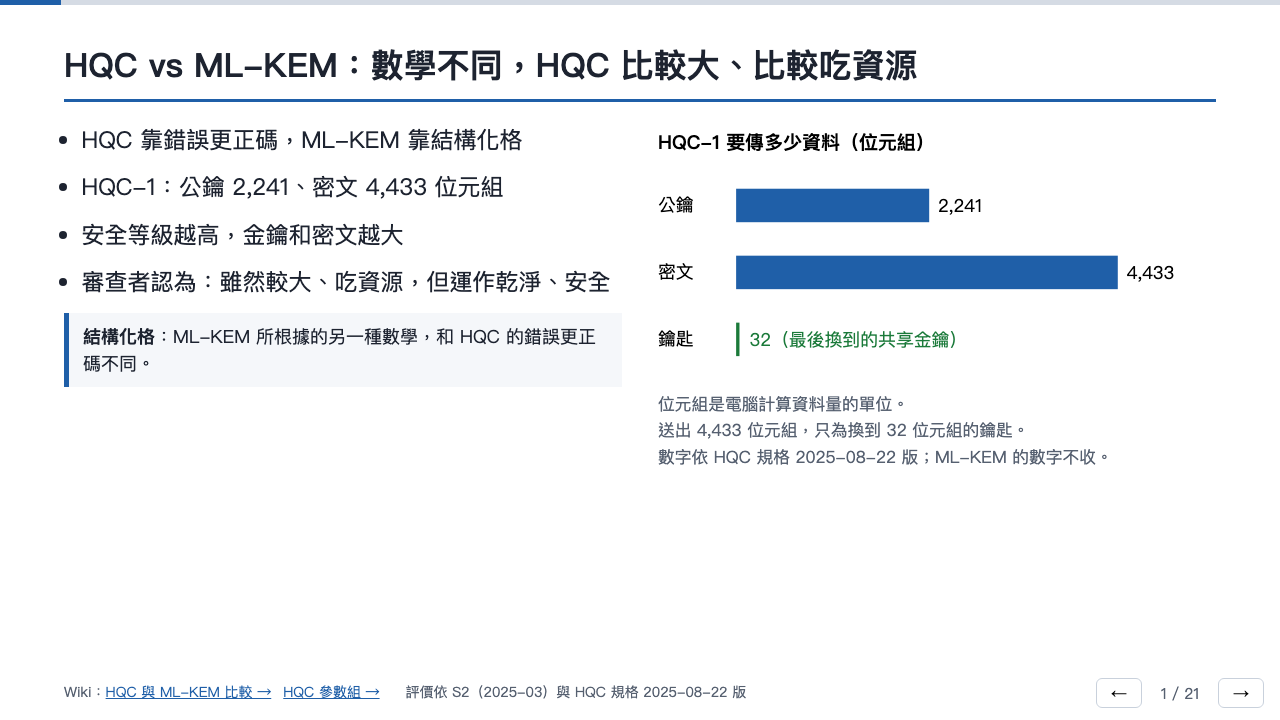 HQC vs ML–KEM：數學不同，HQC 比較大、比較吃資源
• HQC 靠錯誤更正碼，ML–KEM 靠結構化格
• HQC–1：公鑰 2,241、密文 4,433 位元組
• 安全等級越高，金鑰和密文越大
• 審查者認為：雖然較大、吃資源，但運作乾淨、安全
結構化格：ML–KEM 所根據的另一種數學，和 HQC 的錯誤更正
碼不同。
HQC–1 要傳多少資料（位元組）
公鑰 2,241
密文 4,433
鑰匙 32（最後換到的共享金鑰）
位元組是電腦計算資料量的單位。
送出 4,433 位元組，只為換到 32 位元組的鑰匙。
數字依 HQC 規格 2025–08–22 版；ML–KEM 的數字不收。
Wiki：HQC 與 ML–KEM 比較 → HQC 參數組 → 評價依 S2（2025–03）與 HQC 規格 2025–08–22 版
← 1 / 21 →